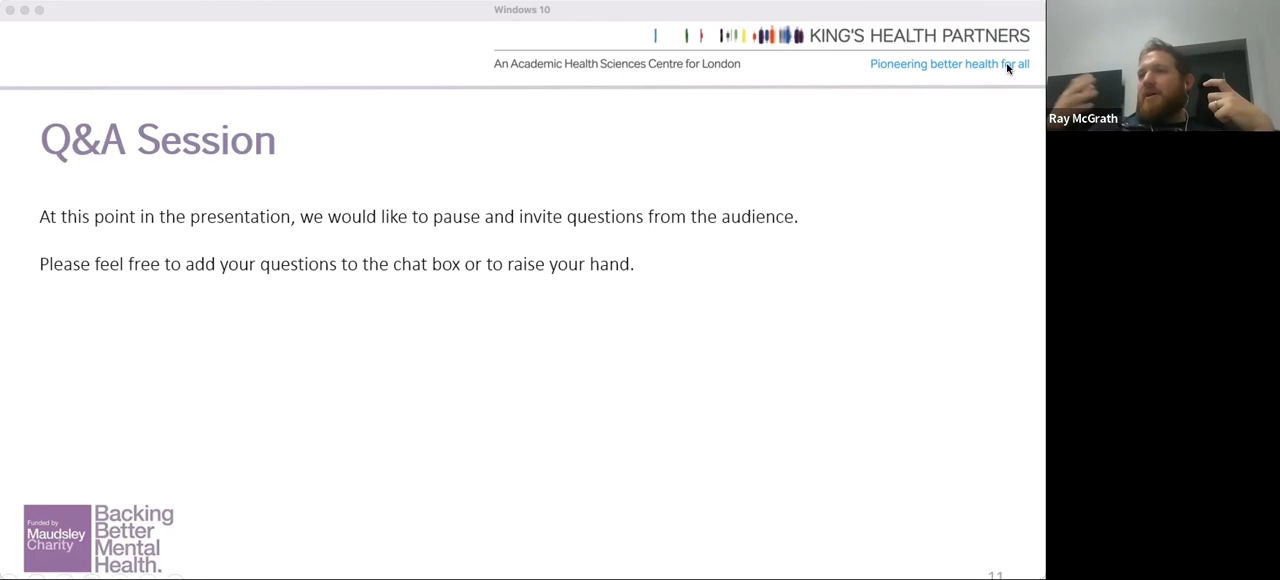 Windows 10
KING'S HEALTH PARTNERS
An Academic Health Sciences Centre for London
Pioneering better health for all
Ray McGrath
Q&A Session
At this point in the presentation, we would like to pause and invite questions from the audience.
Please feel free to add your questions to the chat box or to raise your hand.
Funded by
Maudsley
Charity
Backing
Better
Mental
Health.
11